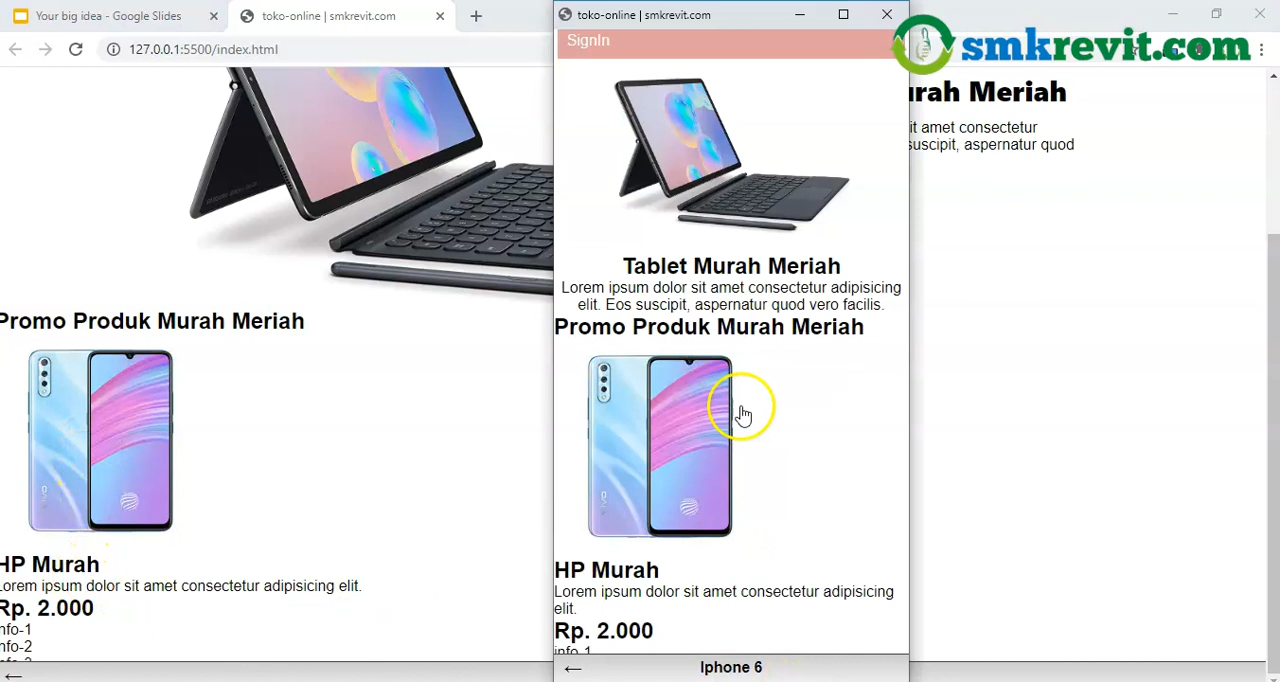 Your big idea - Google Slides
toko-online | smkrevit.com
127.0.0.1:5500/index.html
Promo Produk Murah Meriah
HP Murah
Lorem ipsum dolor sit amet consectetur adipisicing elit.
Rp. 2.000
info-1
info-2
toko-online | smkrevit.com
SignIn
Tablet Murah Meriah
Lorem ipsum dolor sit amet consectetur adipisicing
elit. Eos suscipit, aspernatur quod vero facilis.
Promo Produk Murah Meriah
HP Murah
Lorem ipsum dolor sit amet consectetur adipisicing
elit.
Rp. 2.000
info-1
Iphone 6
smkrevit.com
urah Meriah
it amet consectetur
suscipit, aspernatur quod